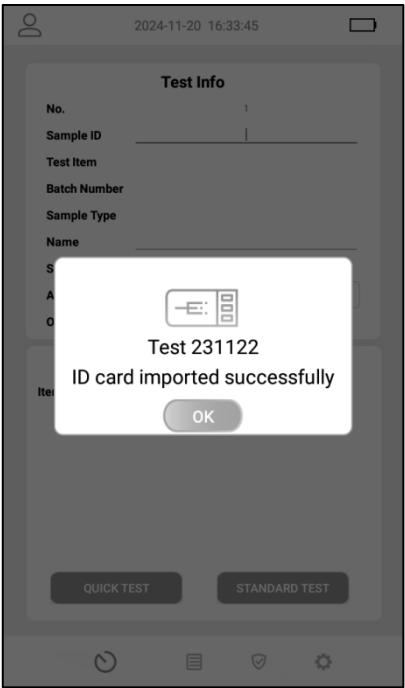 2024-11-20 16:33:45
Test Info
No. 1
Sample ID
Test Item
Batch Number
Sample Type
Name
S
A
O
Test 231122
ID card imported successfully
OK
Ite
QUICK TEST STANDARD TEST